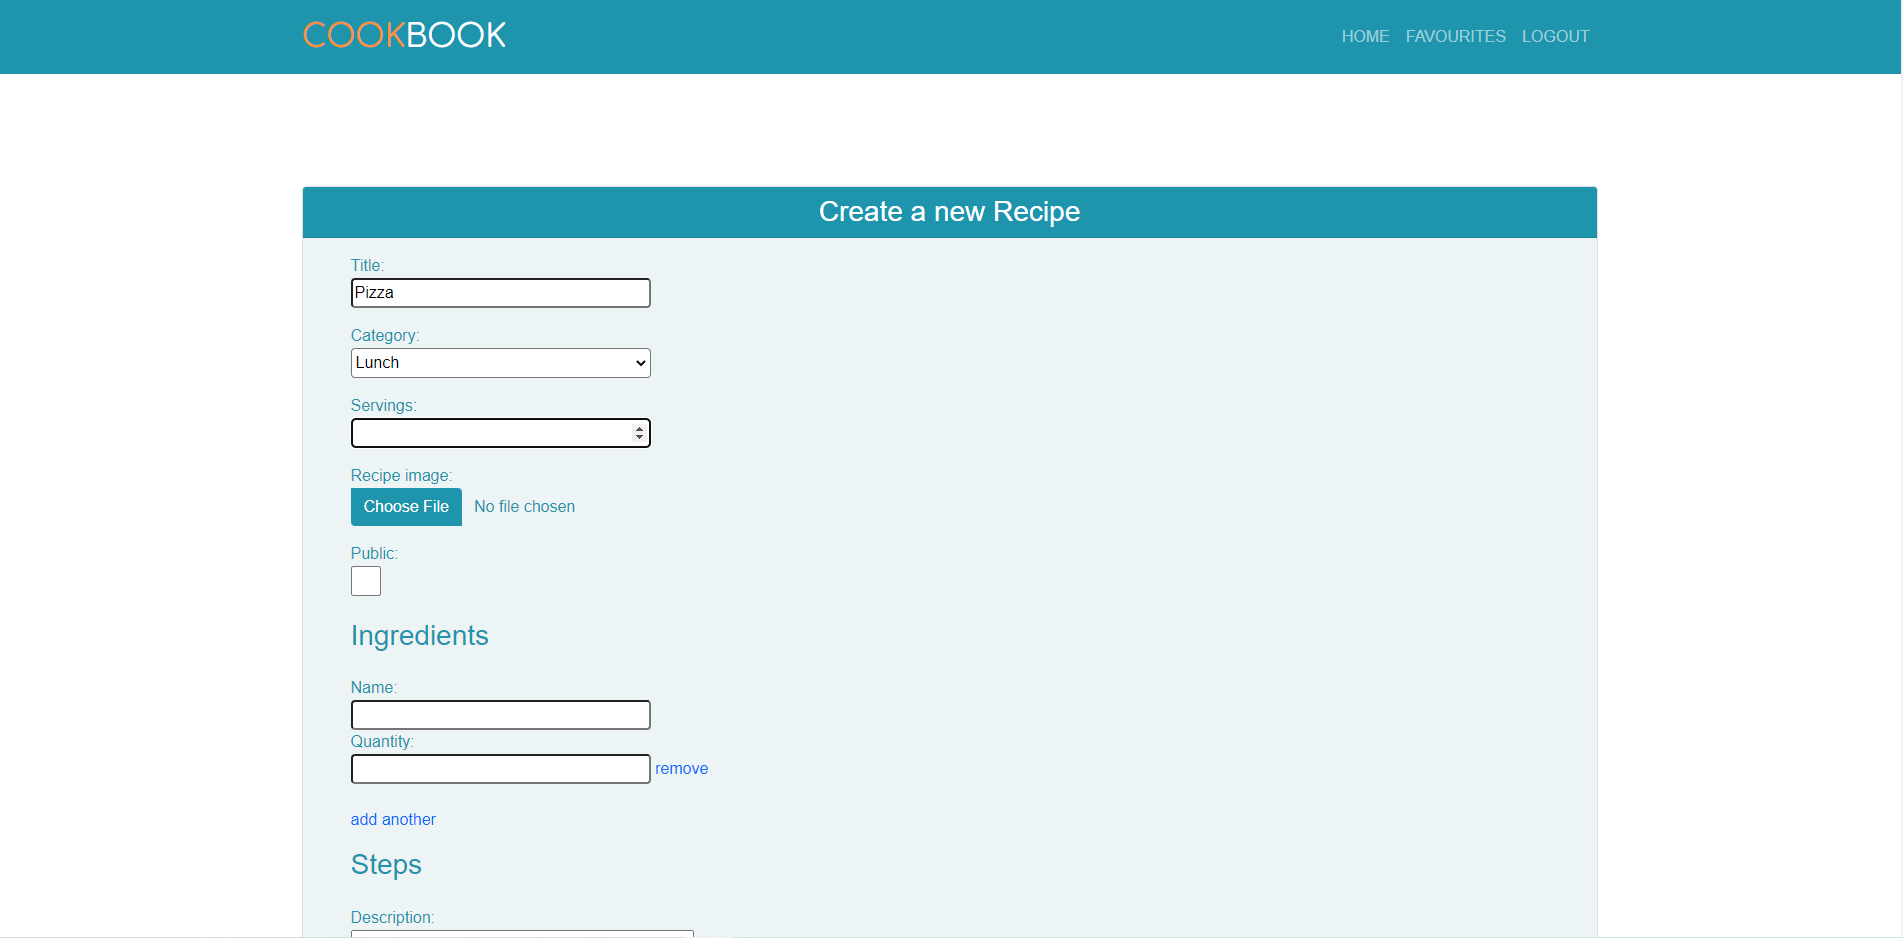 COOKBOOK
HOME FAVOURITES LOGOUT
Create a new Recipe
Title:
Pizza
Category:
Lunch
Servings:
Recipe image:
Choose File No file chosen
Public:
Ingredients
Name:
Quantity:
remove
add another
Steps
Description: